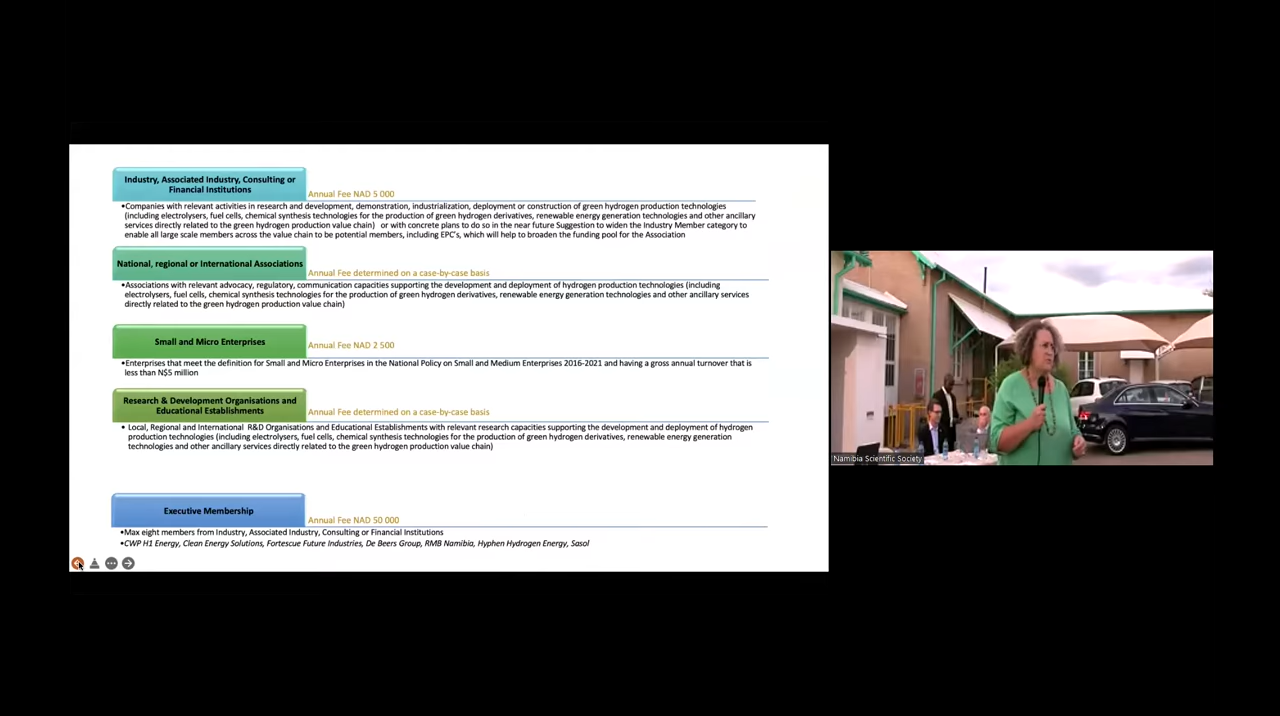 Industry, Associated Industry, Consulting or
Financial Institutions
Annual Fee NAD 5 000
•Companies with relevant activities in research and development, demonstration, industrialization, deployment or construction of green hydrogen production technologies
(including electrolysers, fuel cells, chemical synthesis technologies for the production of green hydrogen derivatives, renewable energy generation technologies and other ancillary
services directly related to the green hydrogen production value chain) or with concrete plans to do so in the near future Suggestion to widen the Industry Member category to
enable all large scale members across the value chain to be potential members, including EPC's, which will help to broaden the funding pool for the Association
National, regional or International Associations
Annual Fee determined on a case-by-case basis
•Associations with relevant advocacy, regulatory, communication capacities supporting the development and deployment of hydrogen production technologies (including
electrolysers, fuel cells, chemical synthesis technologies for the production of green hydrogen derivatives, renewable energy generation technologies and other ancillary services
directly related to the green hydrogen production value chain)
Small and Micro Enterprises
Annual Fee NAD 2 500
•Enterprises that meet the definition for Small and Micro Enterprises in the National Policy on Small and Medium Enterprises 2016-2021 and having a gross annual turnover that is
less than N$5 million
Research & Development Organisations and
Educational Establishments
Annual Fee determined on a case-by-case basis
• Local, Regional and International R&D Organisations and Educational Establishments with relevant research capacities supporting the development and deployment of hydrogen
production technologies (including electrolysers, fuel cells, chemical synthesis technologies for the production of green hydrogen derivatives, renewable energy generation
technologies and other ancillary services directly related to the green hydrogen production value chain)
Executive Membership
Annual Fee NAD 50 000
•Max eight members from Industry, Associated Industry, Consulting or Financial Institutions
•CWP H1 Energy, Clean Energy Solutions, Fortescue Future Industries, De Beers Group, RMB Namibia, Hyphen Hydrogen Energy, Sasol
Namibia Scientific Society